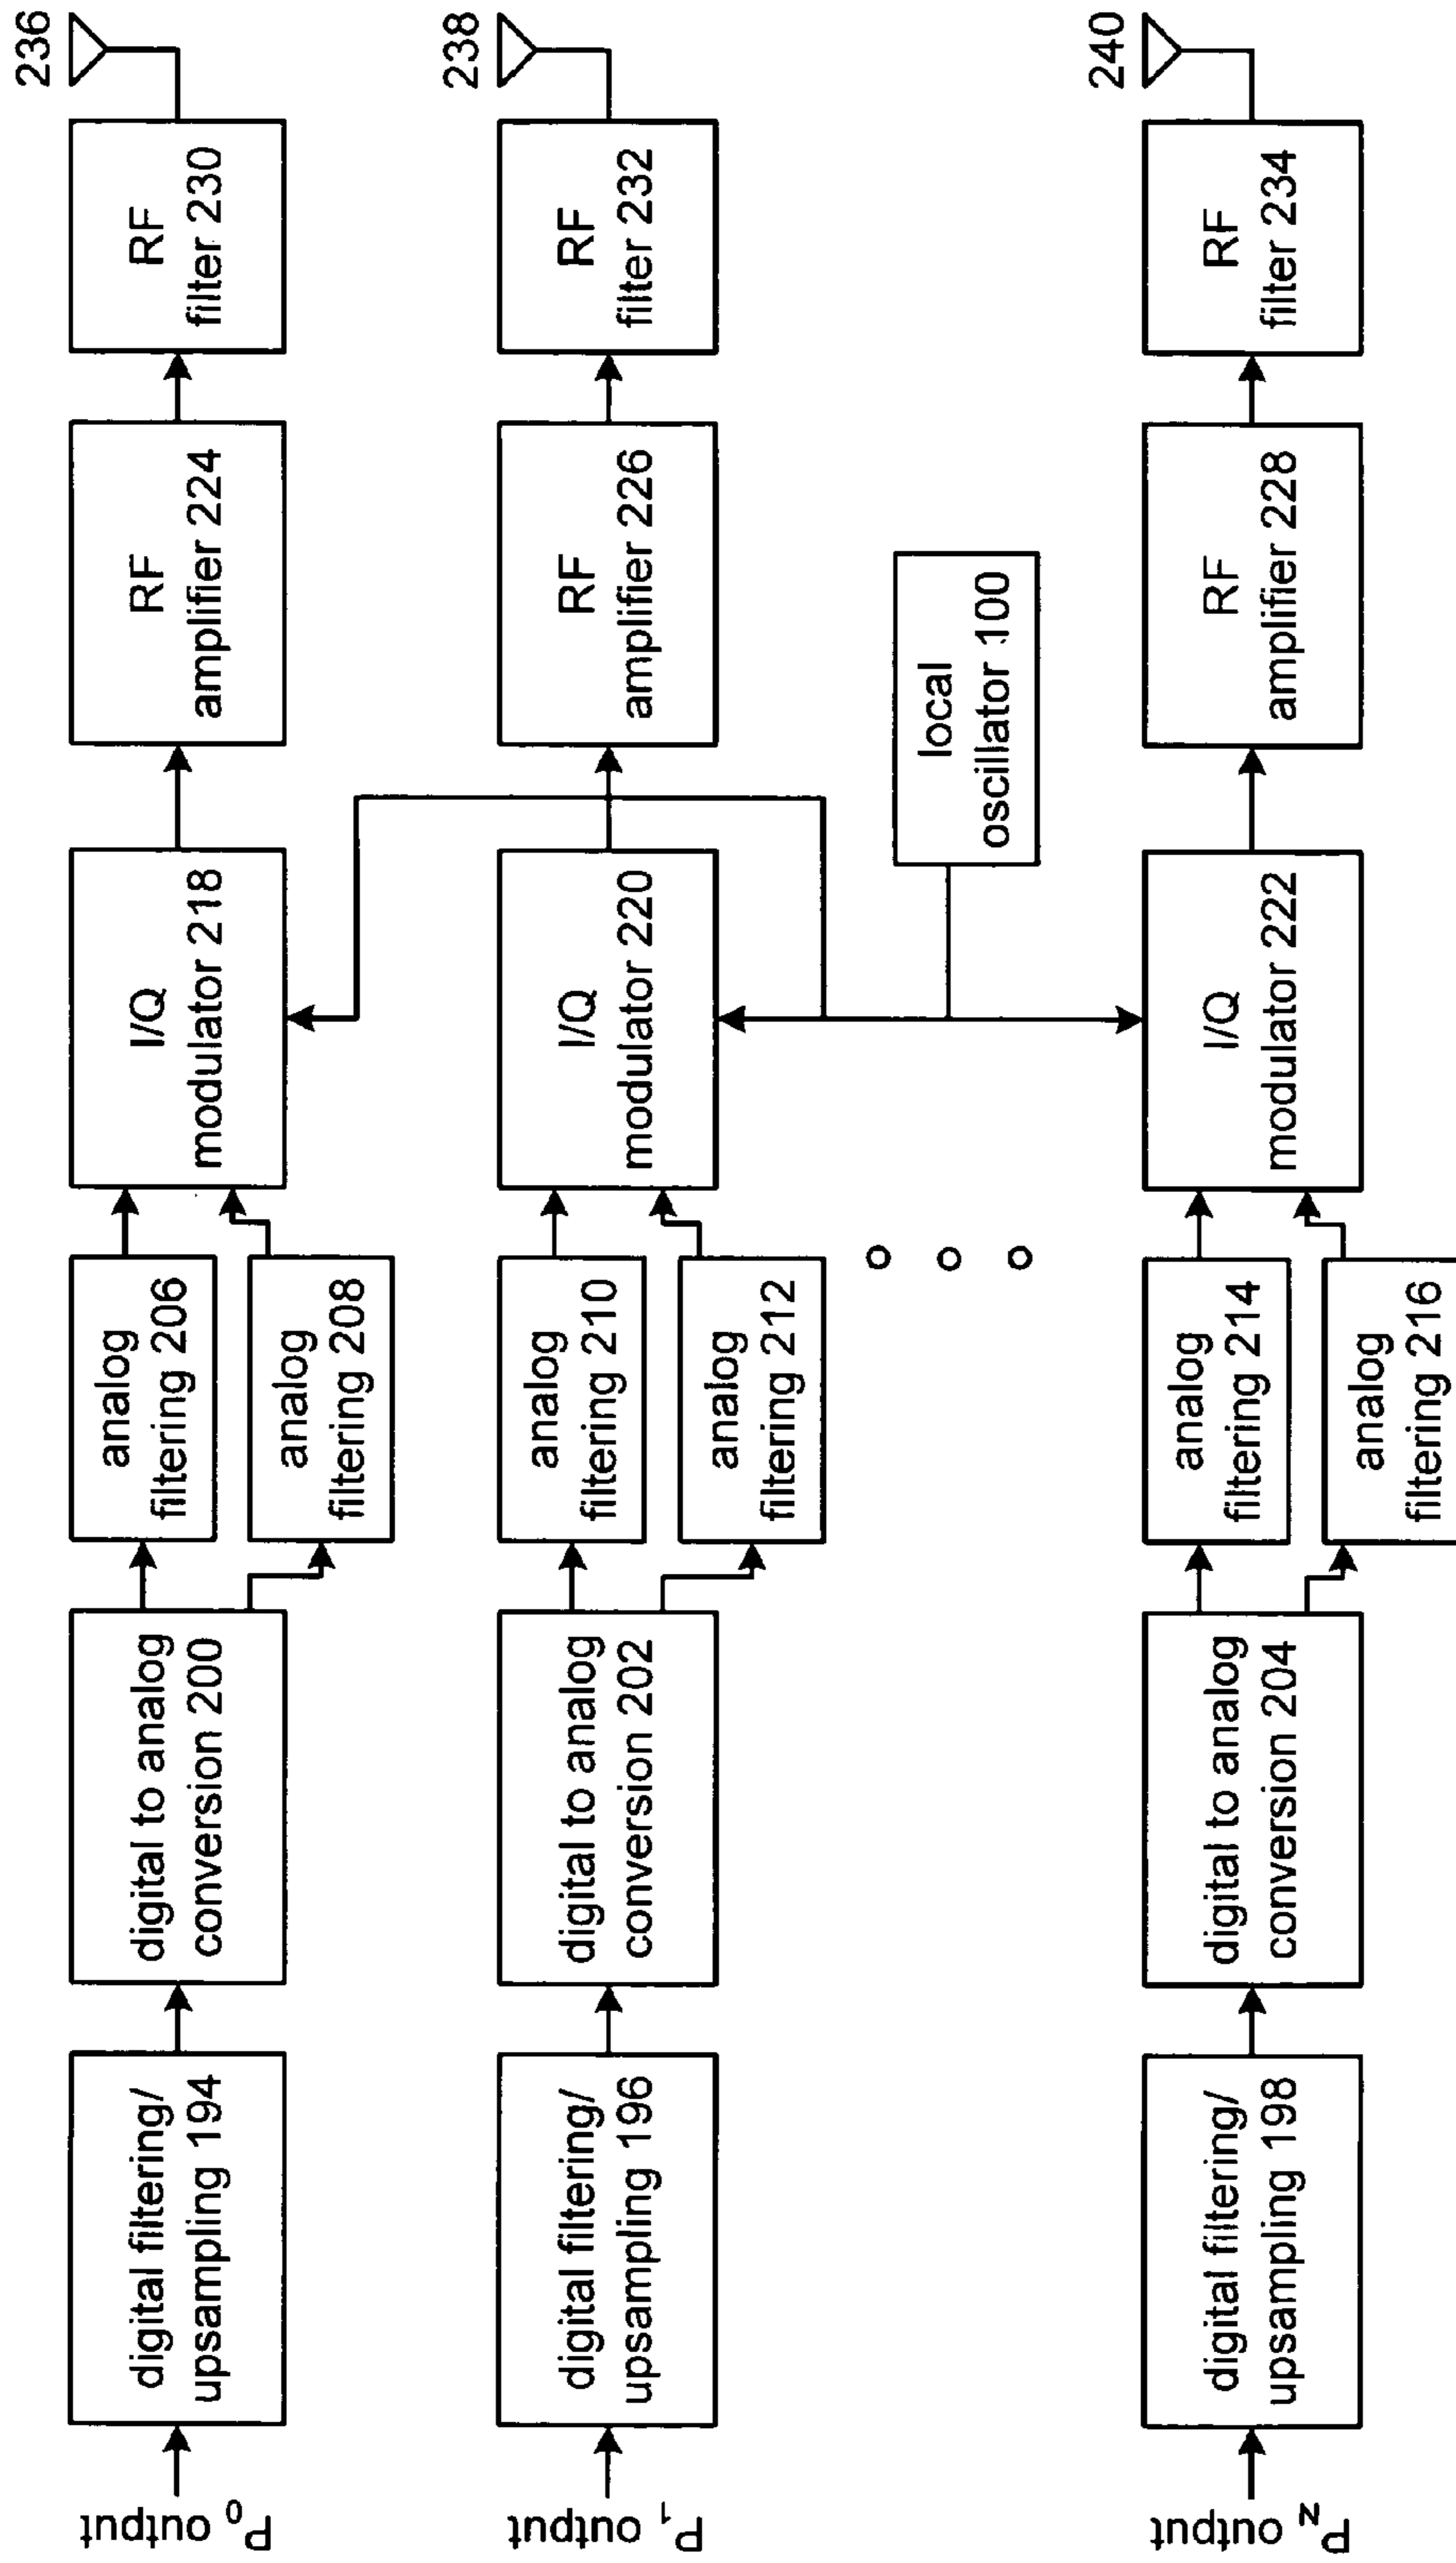 P0 output
digital filtering/
upsampling 194
digital to analog
conversion 200
analog
filtering 206
analog
filtering 208
I/Q
modulator 218
RF
amplifier 224
RF
filter 230
236
P1 output
digital filtering/
upsampling 196
digital to analog
conversion 202
analog
filtering 210
analog
filtering 212
I/Q
modulator 220
RF
amplifier 226
RF
filter 232
238
local
oscillator 100
Pz output
digital filtering/
upsampling 198
digital to analog
conversion 204
analog
filtering 214
analog
filtering 216
I/Q
modulator 222
RF
amplifier 228
RF
filter 234
240